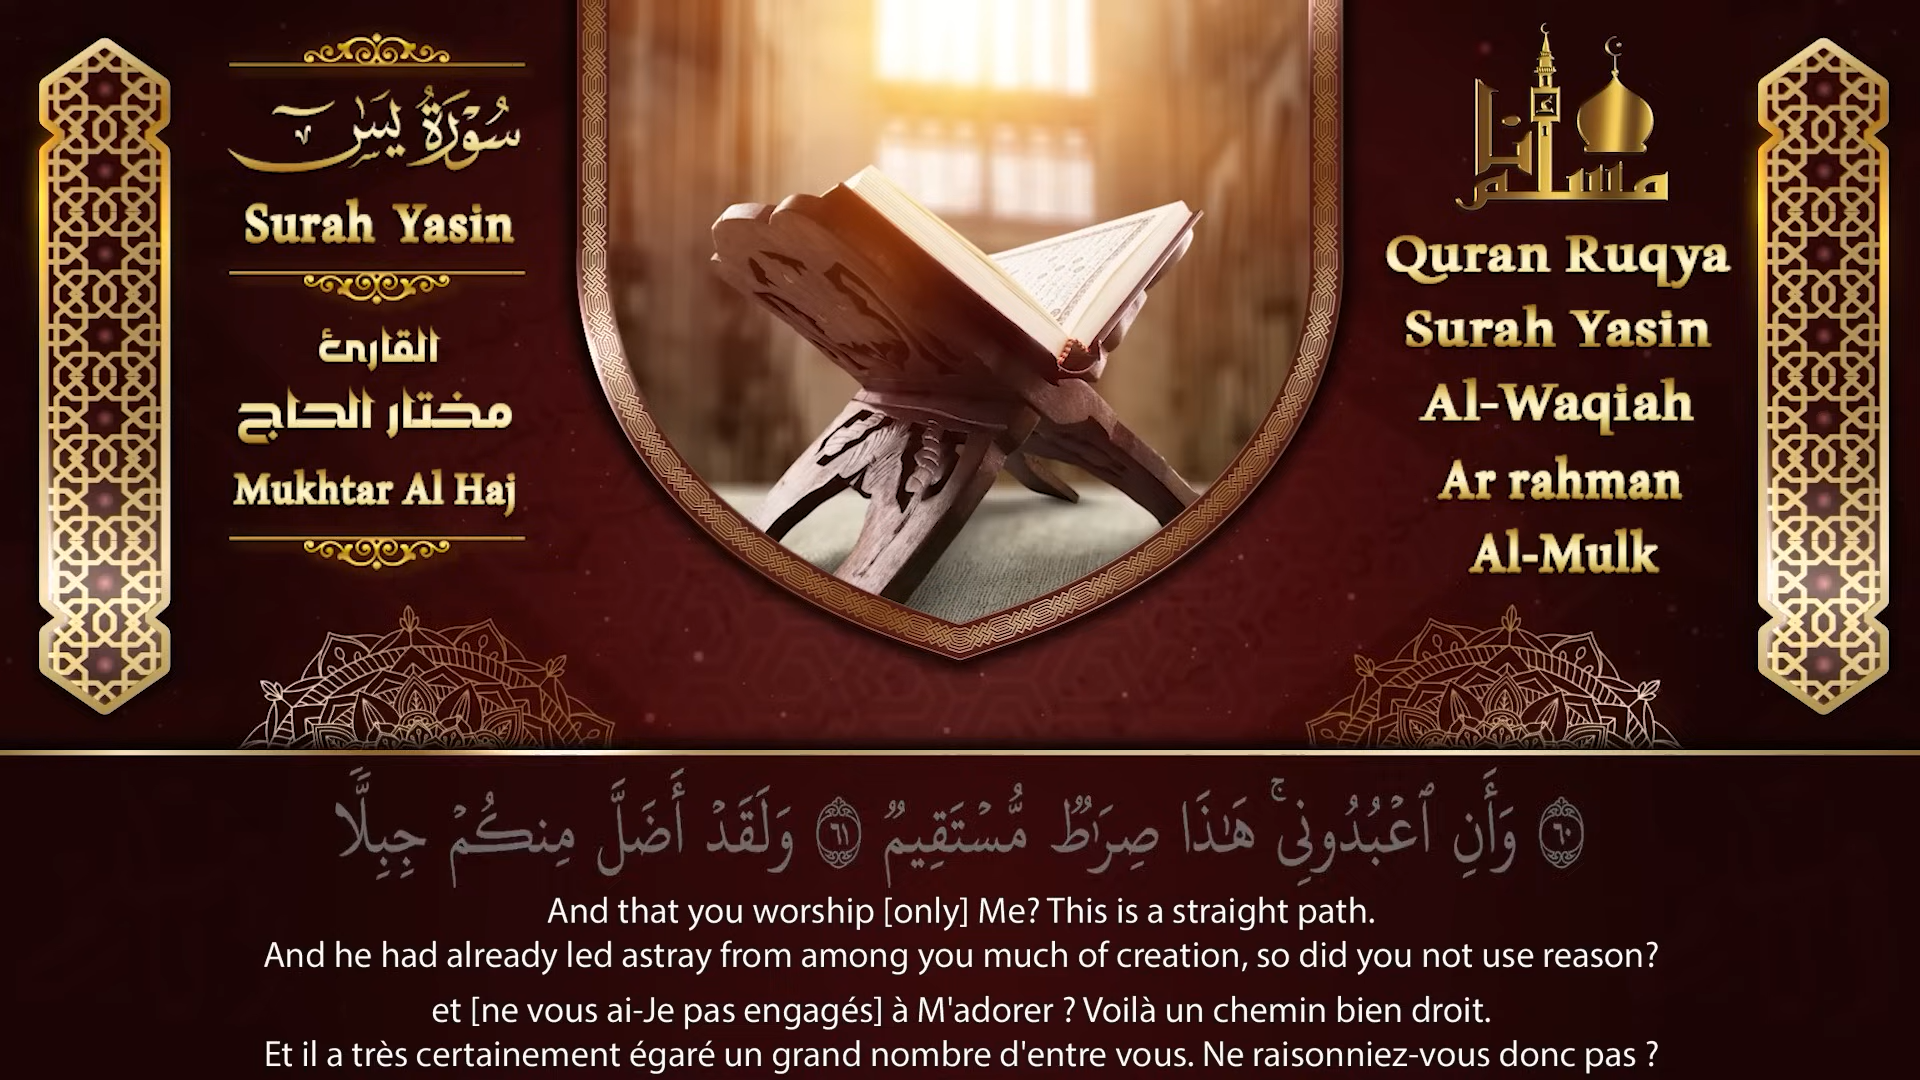 سُورَةُ يسٓ
Surah Yasin
القارئ
مختار الحاج
Mukhtar Al Haj
أنا مسلم
Quran Ruqya
Surah Yasin
Al-Waqiah
Ar rahman
Al-Mulk
٦٠ وَأَنِ ٱعْبُدُونِى ۚ هَٰذَا صِرَٰطٌ مُّسْتَقِيمٌ ٦١ وَلَقَدْ أَضَلَّ مِنكُمْ جِبِلًّا
And that you worship [only] Me? This is a straight path.
And he had already led astray from among you much of creation, so did you not use reason?
et [ne vous ai-Je pas engagés] à M'adorer ? Voilà un chemin bien droit.
Et il a très certainement égaré un grand nombre d'entre vous. Ne raisonniez-vous donc pas ?